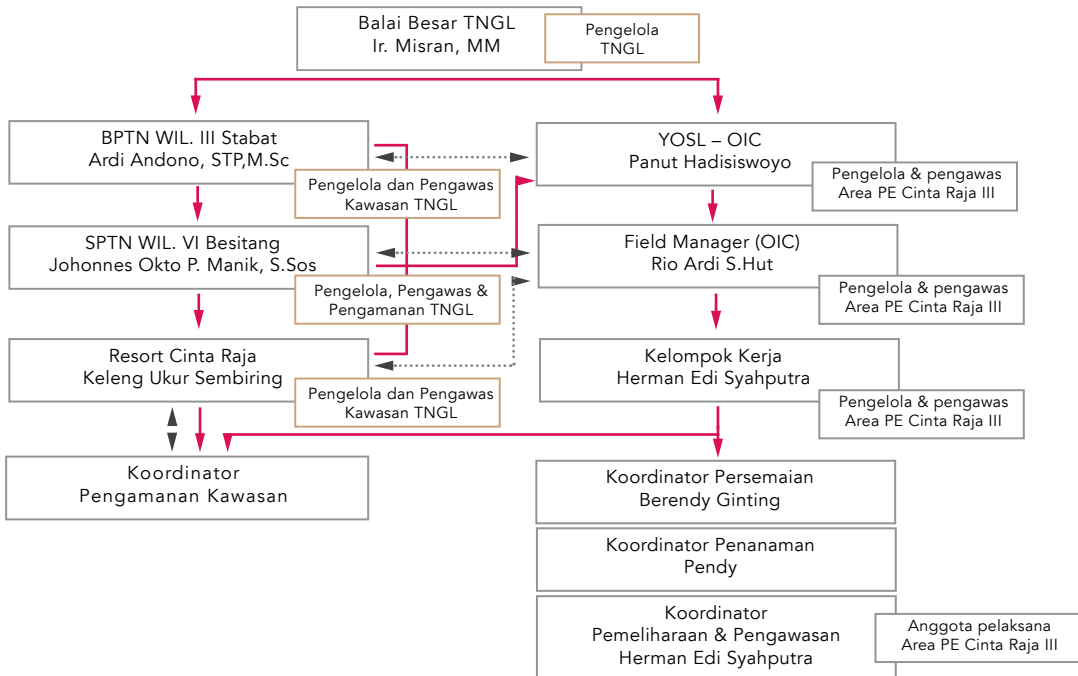 Balai Besar TNGL
Ir. Misran, MM
Pengelola
TNGL
BPTN WIL. III Stabat
Ardi Andono, STP,M.Sc
Pengelola dan Pengawas
Kawasan TNGL
YOSL – OIC
Panut Hadisiswoyo
Pengelola & pengawas
Area PE Cinta Raja III
SPTN WIL. VI Besitang
Johonnes Okto P. Manik, S.Sos
Pengelola, Pengawas &
Pengamanan TNGL
Field Manager (OIC)
Rio Ardi S.Hut
Pengelola & pengawas
Area PE Cinta Raja III
Resort Cinta Raja
Keleng Ukur Sembiring
Pengelola dan Pengawas
Kawasan TNGL
Kelompok Kerja
Herman Edi Syahputra
Pengelola & pengawas
Area PE Cinta Raja III
Koordinator
Pengamanan Kawasan
Koordinator Persemaian
Berendy Ginting
Koordinator Penanaman
Pendy
Koordinator
Pemeliharaan & Pengawasan
Herman Edi Syahputra
Anggota pelaksana
Area PE Cinta Raja III